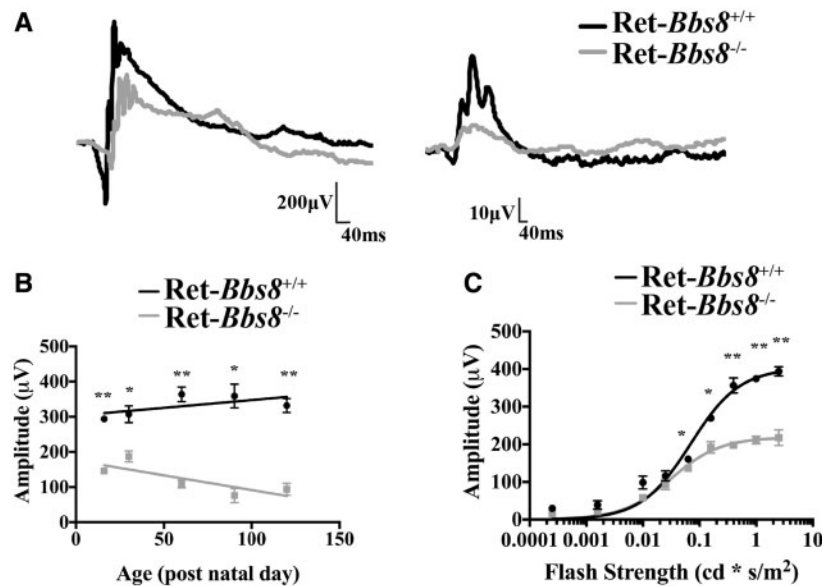 A
Ret-Bbs8+/+
Ret-Bbs8-/-
200μV
40ms
10μV
40ms
B
Ret-Bbs8+/+
Ret-Bbs8-/-
500
400
300
200
100
0
Amplitude (μV)
** * ** * **
0 50 100 150
Age (post natal day)
C
Ret-Bbs8+/+
Ret-Bbs8-/-
500
400
300
200
100
0
Amplitude (μV)
* * ** ** **
0.0001 0.001 0.01 0.1 1 10
Flash Strength (cd * s/m²)